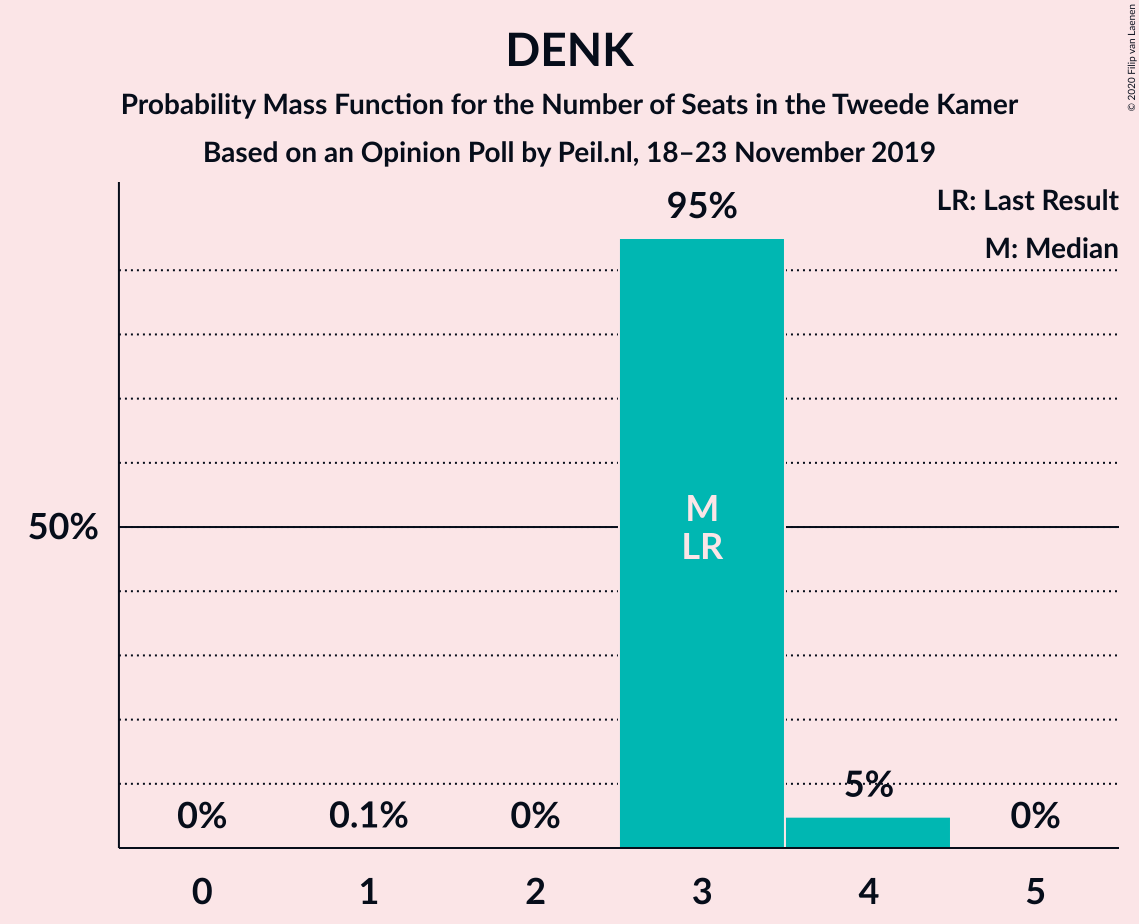 DENK
Probability Mass Function for the Number of Seats in the Tweede Kamer
Based on an Opinion Poll by Peil.nl, 18–23 November 2019
© 2020 Filip van Laenen
LR: Last Result
M: Median
95%
50%
M
LR
5%
0%
0.1%
0%
0%
0
1
2
3
4
5